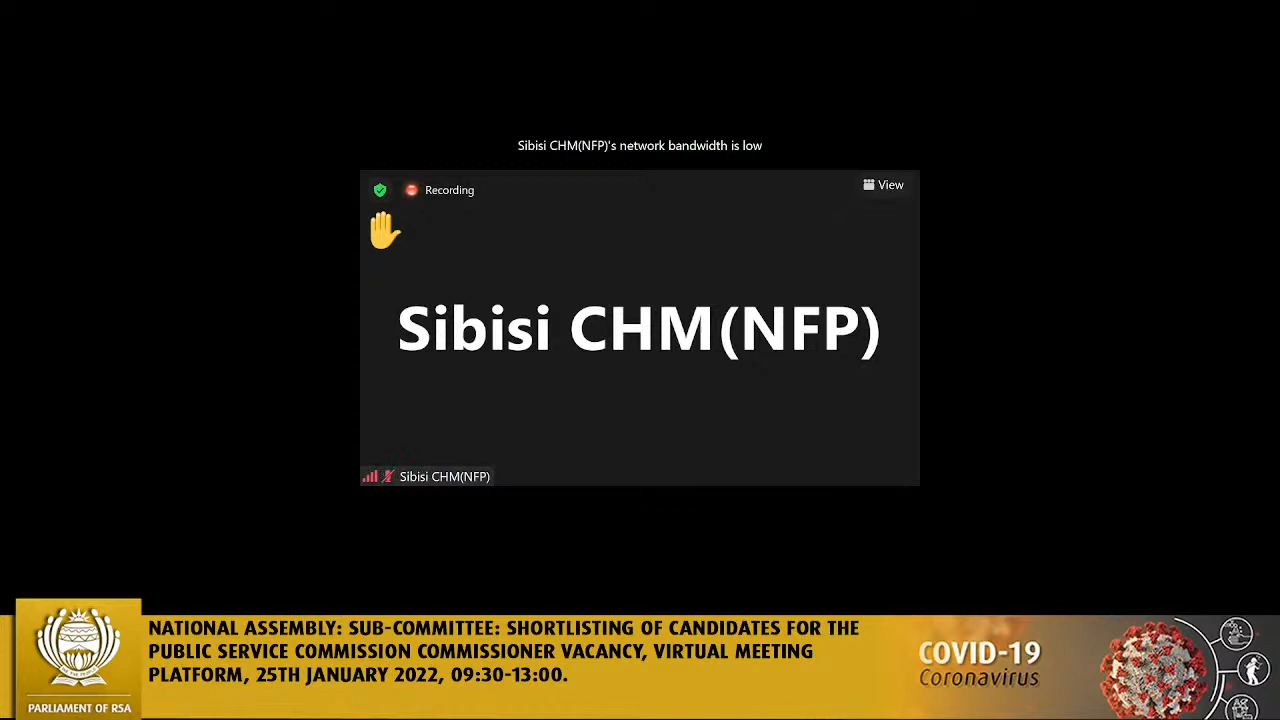 Sibisi CHM(NFP)'s network bandwidth is low
Recording
View
Sibisi CHM(NFP)
Sibisi CHM(NFP)
NATIONAL ASSEMBLY: SUB-COMMITTEE: SHORTLISTING OF CANDIDATES FOR THE
PUBLIC SERVICE COMMISSION COMMISSIONER VACANCY, VIRTUAL MEETING
PLATFORM, 25TH JANUARY 2022, 09:30-13:00.
COVID-19
Coronavirus
PARLIAMENT OF RSA